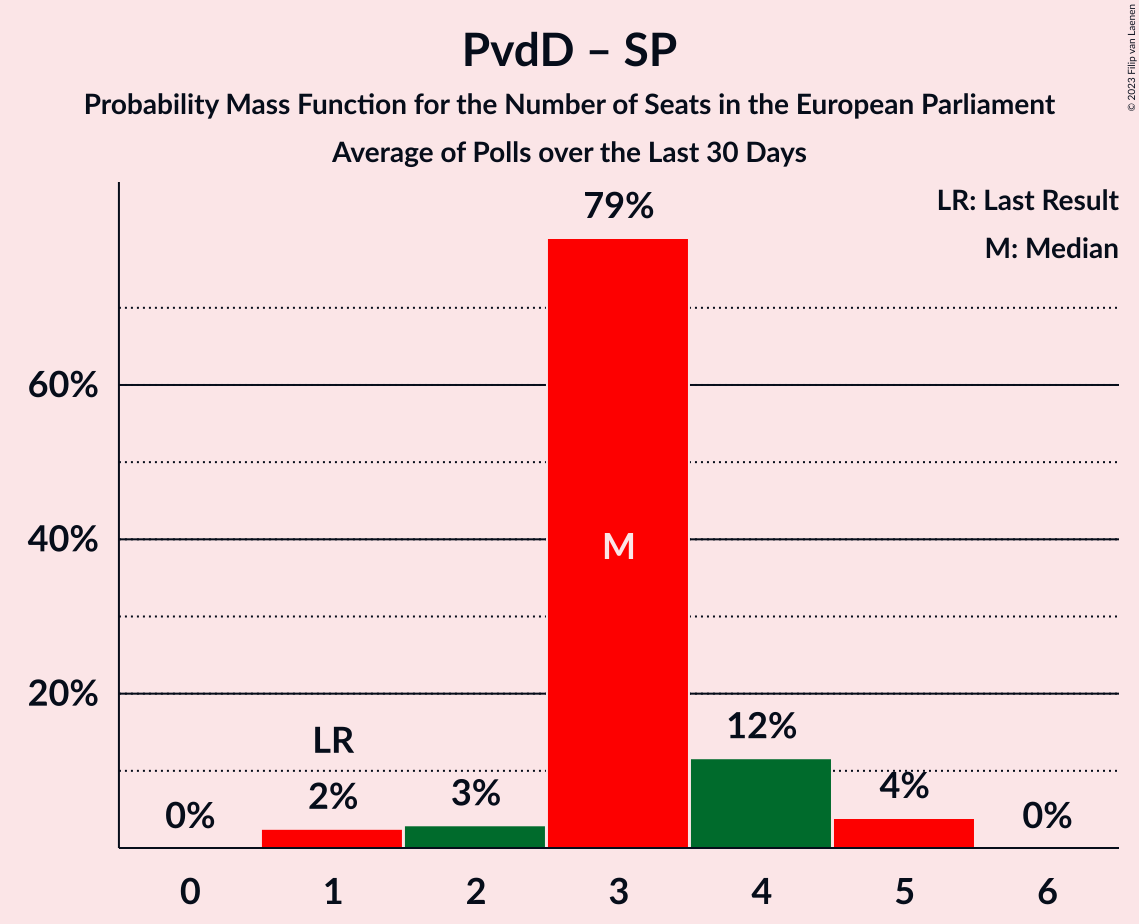 PvdD – SP
Probability Mass Function for the Number of Seats in the European Parliament
Average of Polls over the Last 30 Days
© 2023 Filip van Laenen
LR: Last Result
M: Median
79%
60%
40%
20%
M
LR
0%
2%
3%
12%
4%
0%
0 1 2 3 4 5 6